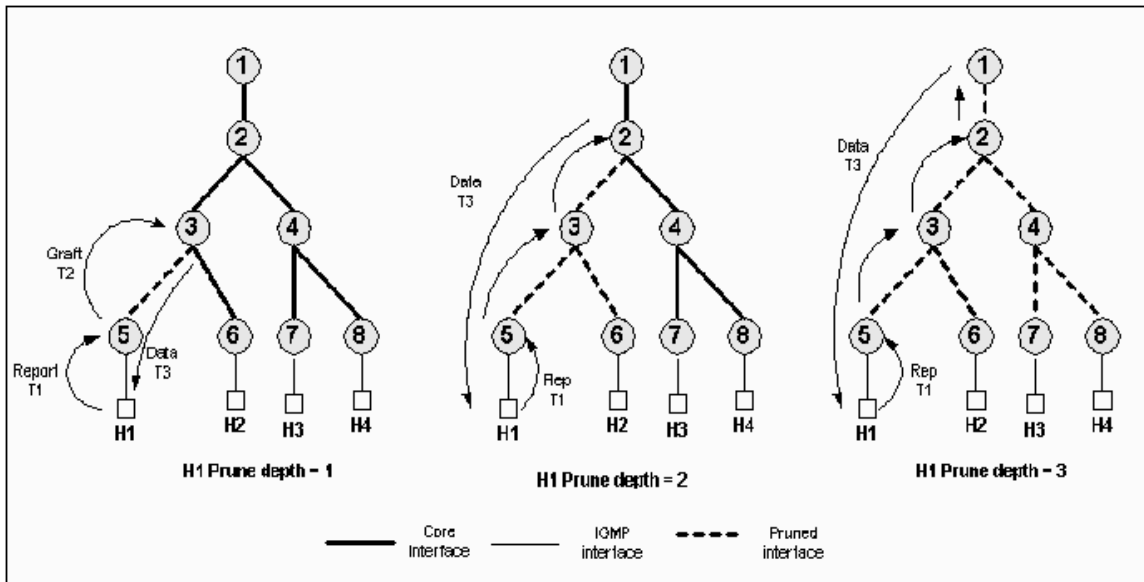 1
1
1
2
2
2
3
4
3
4
3
4
Graft
T2
Data
T3
Data
T3
5
6
7
8
5
6
7
8
5
6
7
8
Report
T1
Data
T3
Rep
T1
Rep
T1
H1
H2
H3
H4
H1
H2
H3
H4
H1
H2
H3
H4
H1 Prune depth = 1
H1 Prune depth = 2
H1 Prune depth = 3
Core
Interface
IGMP
interface
Pruned
interface